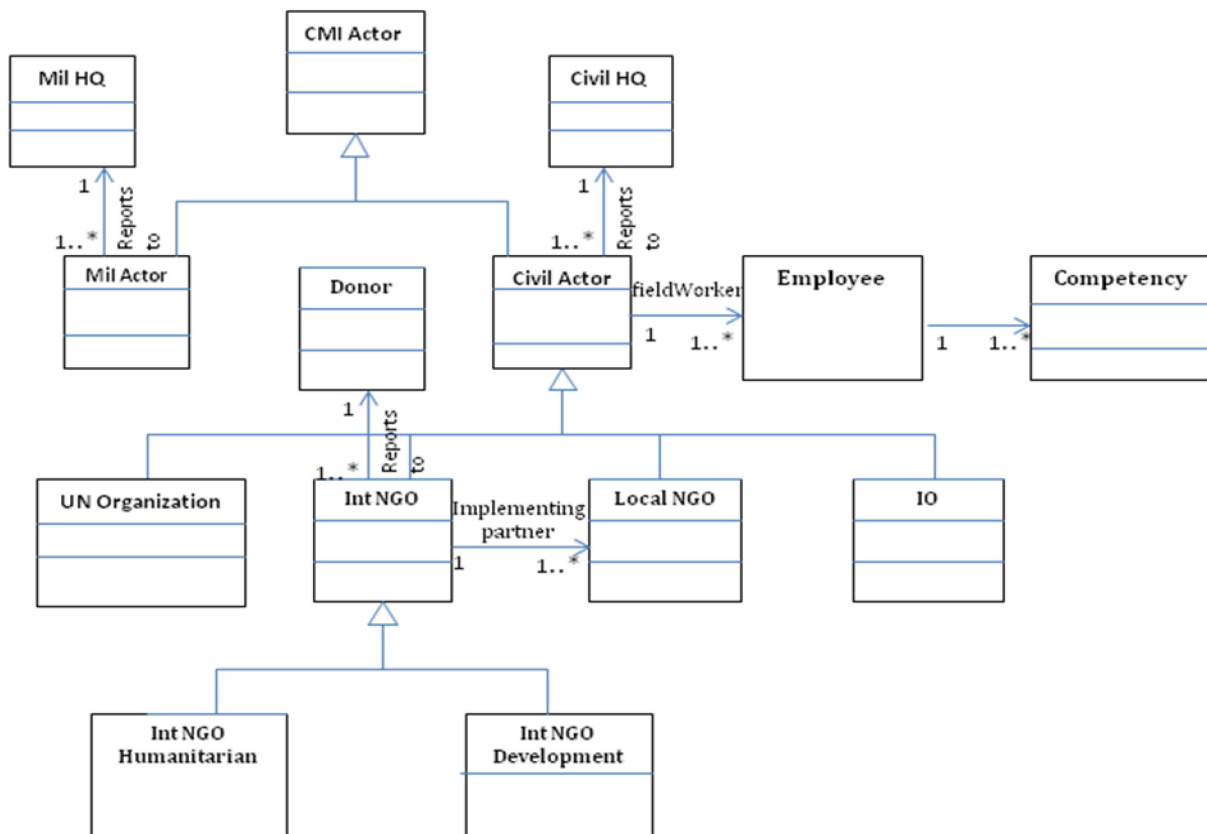 CMI Actor
Mil HQ
Civil HQ
1
Reports
to
1..*
1
Reports
to
1..*
Mil Actor
Donor
Civil Actor
fieldWorker
1
1..*
Employee
1
1..*
Competency
1
Reports
to
1..*
UN Organization
Int NGO
Implementing
partner
1
1..*
Local NGO
IO
Int NGO
Humanitarian
Int NGO
Development